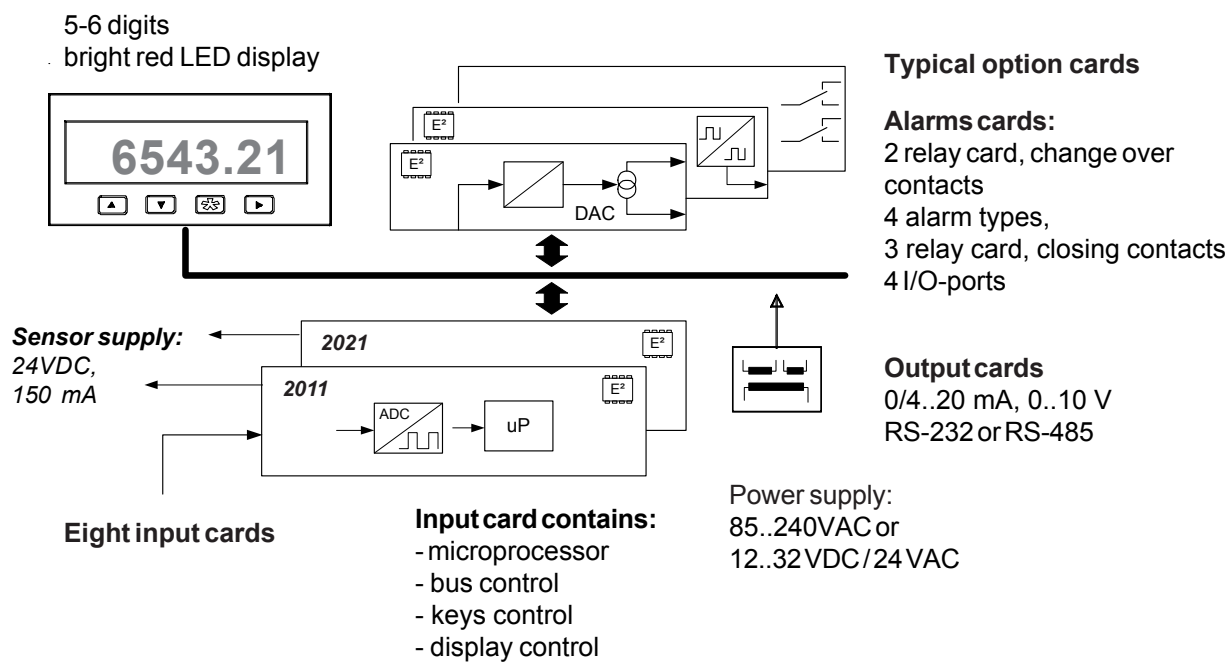 5-6 digits
bright red LED display
6543.21
E²
E²
DAC
Typical option cards
Alarms cards:
2 relay card, change over
contacts
4 alarm types,
3 relay card, closing contacts
4 I/O-ports
Sensor supply:
24VDC,
150 mA
2021
E²
2011
E²
ADC
uP
Output cards
0/4..20 mA, 0..10 V
RS-232 or RS-485
Eight input cards
Input card contains:
- microprocessor
- bus control
- keys control
- display control
Power supply:
85..240VAC or
12..32 VDC / 24 VAC